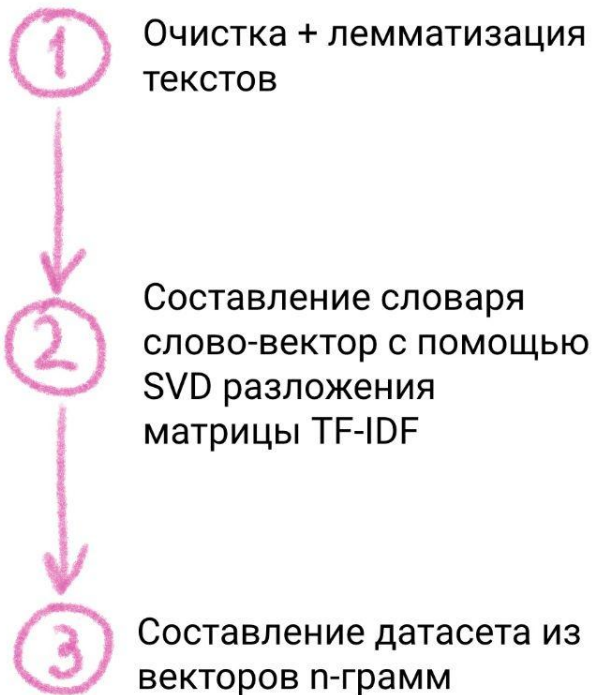 1
Очистка + лемматизация
текстов
2
Составление словаря
слово-вектор с помощью
SVD разложения
матрицы TF-IDF
3
Составление датасета из
векторов n-грамм